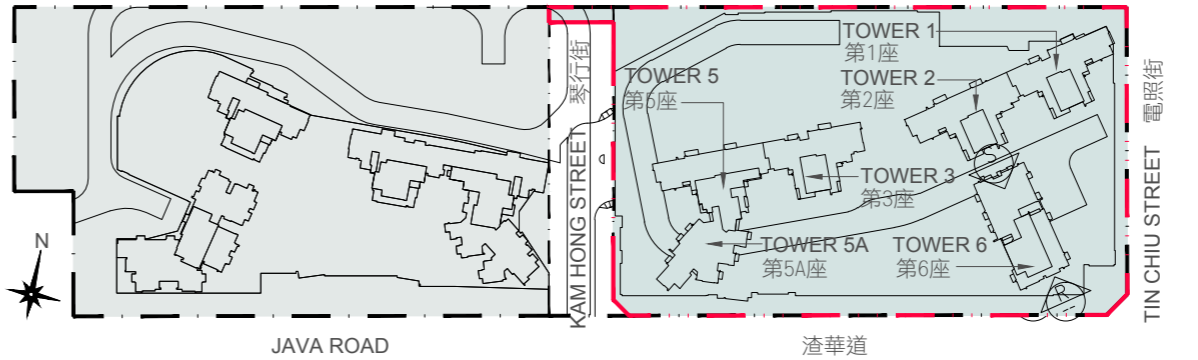 TOWER 1
第1座
TOWER 2
第2座
TOWER 5
第5座
KAM HONG STREET 琴行街
TIN CHIU STREET 電照街
TOWER 3
第3座
S
TOWER 5A
第5A座
TOWER 6
第6座
N
R
JAVA ROAD 渣華道